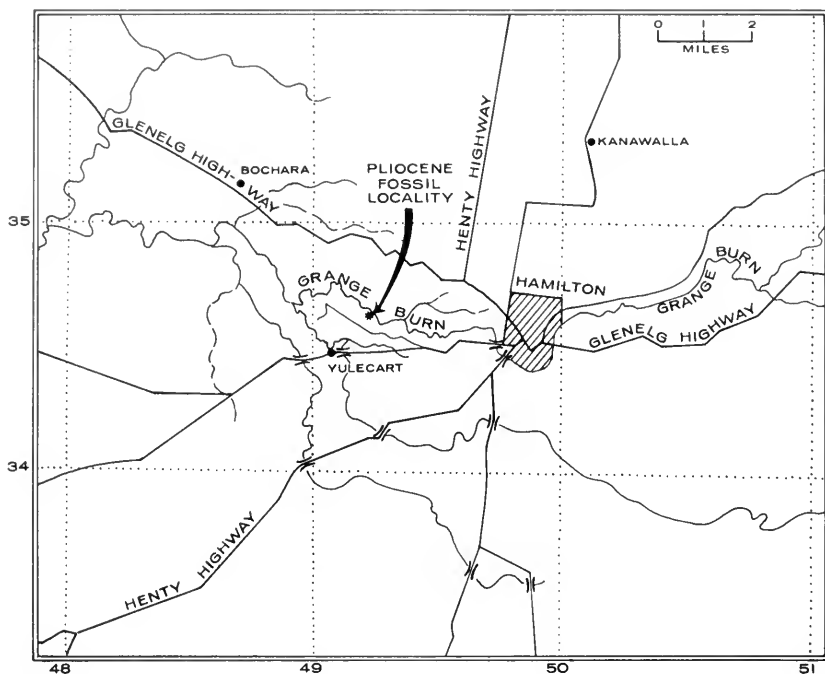 0 1 2
MILES
HENTY HIGHWAY
KANAWALLA
GLENELG HIGH-
WAY
BOCHARA
PLIOCENE
FOSSIL
LOCALITY
35
HAMILTON
GRANGE
BURN
GRANGE
BURN
GLENELG HIGHWAY
YULECART
34
HENTY HIGHWAY
48 49 50 51